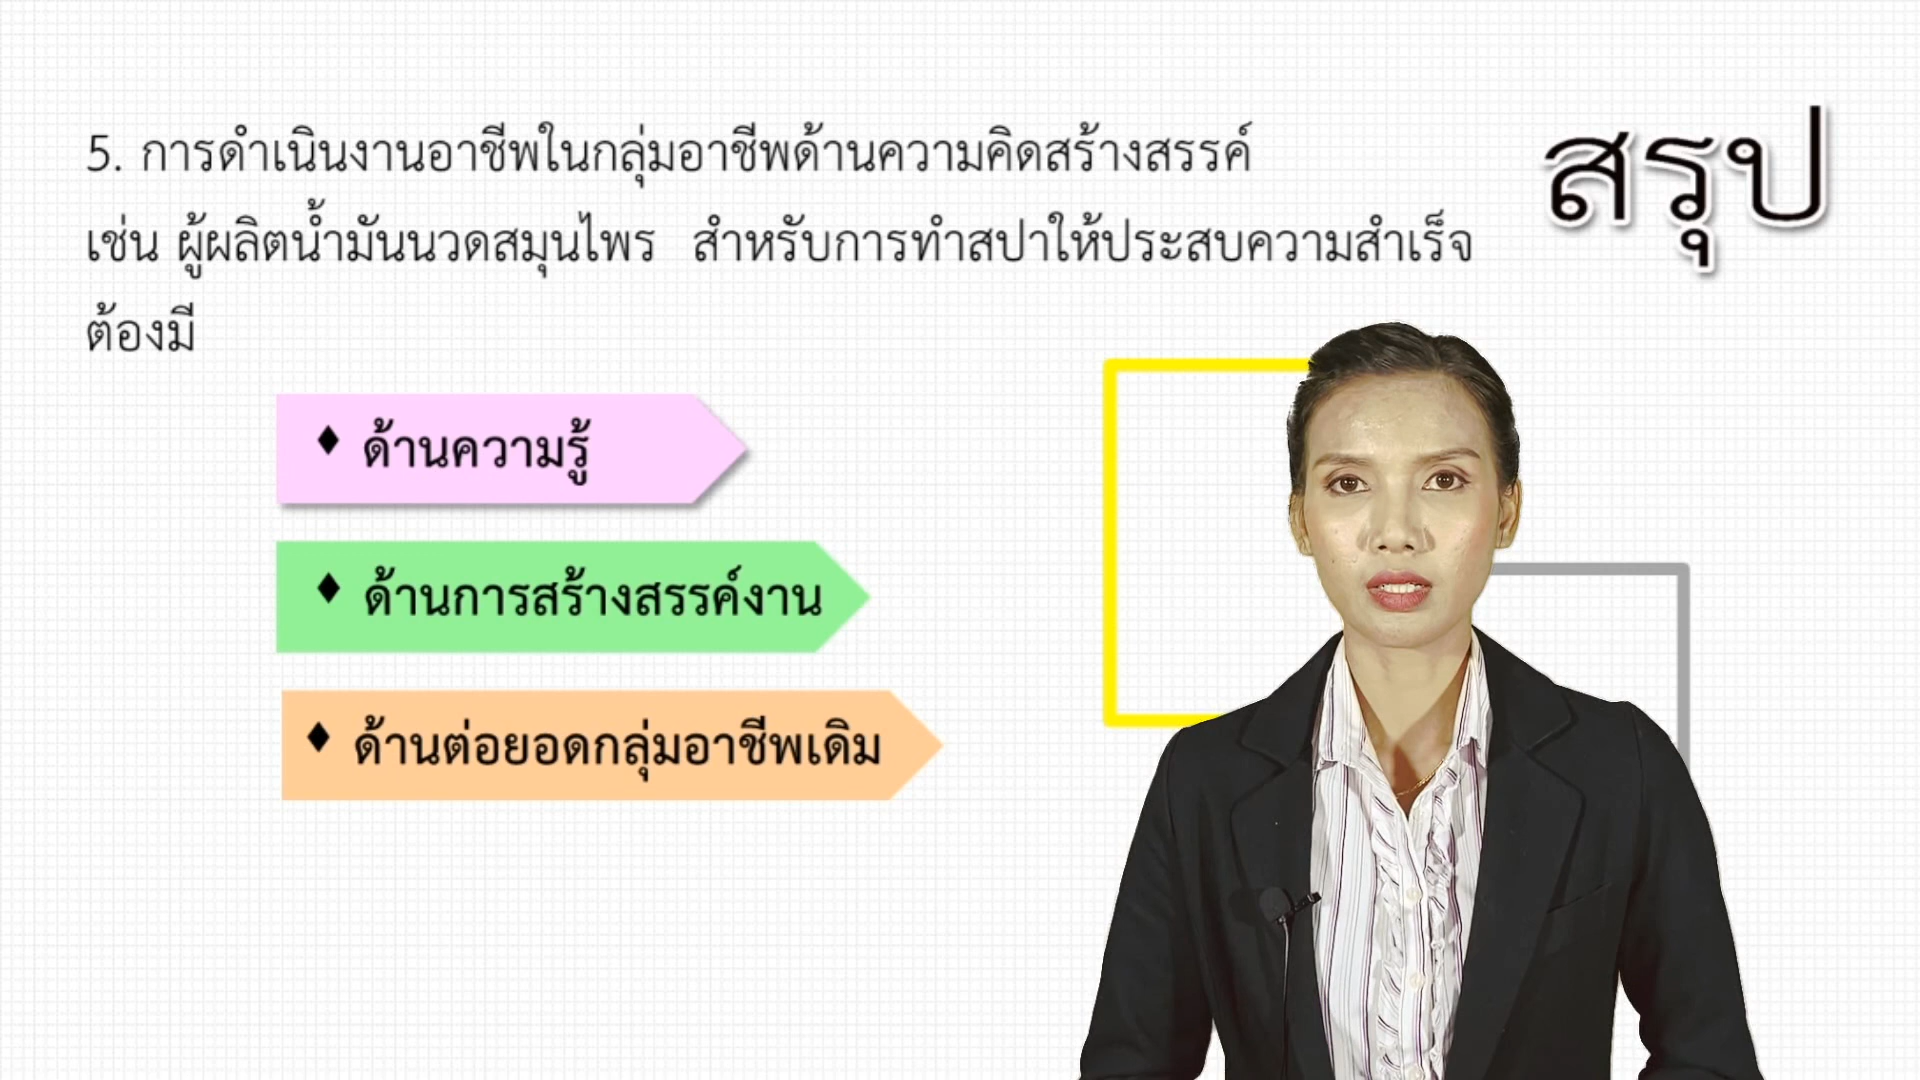 สรุป
5. การดำเนินงานอาชีพในกลุ่มอาชีพด้านความคิดสร้างสรรค์
เช่น ผู้ผลิตน้ำมันนวดสมุนไพร สำหรับการทำสปาให้ประสบความสำเร็จ
ต้องมี
♦ ด้านความรู้
♦ ด้านการสร้างสรรค์งาน
♦ ด้านต่อยอดกลุ่มอาชีพเดิม